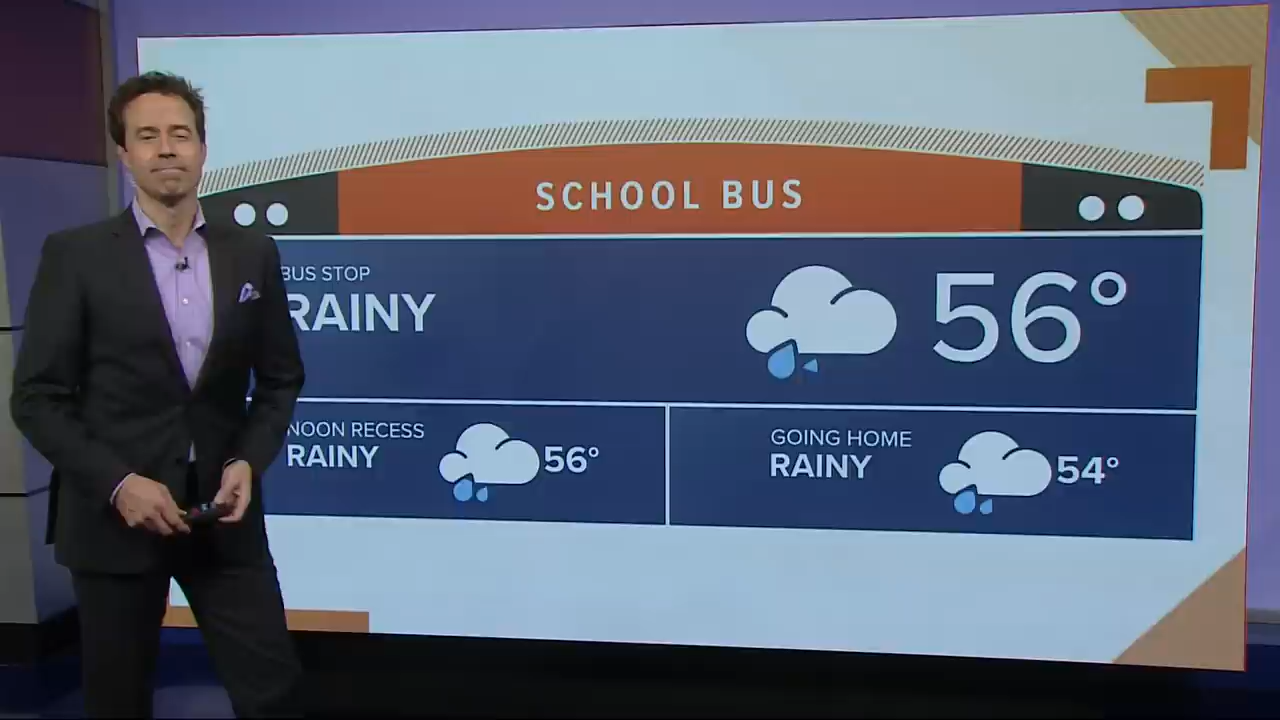 SCHOOL BUS
BUS STOP
RAINY
56°
NOON RECESS
RAINY
56°
GOING HOME
RAINY
54°